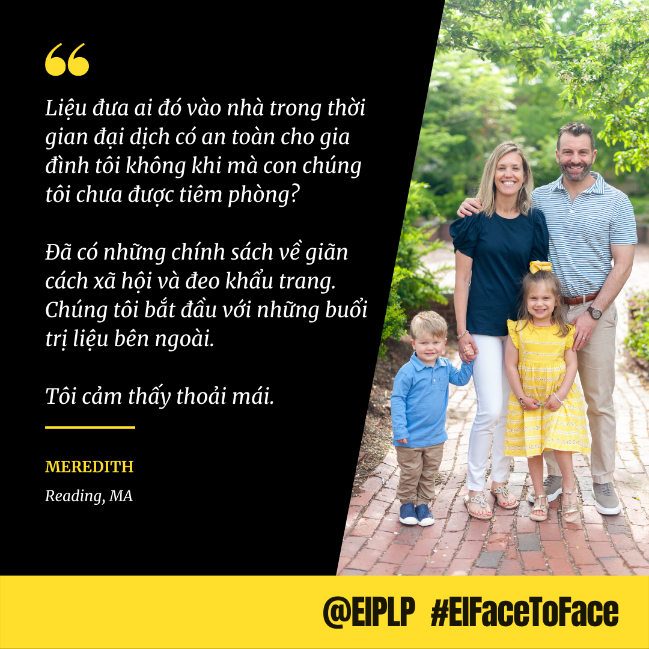 Liệu đưa ai đó vào nhà trong thời
gian đại dịch có an toàn cho gia
đình tôi không khi mà con chúng
tôi chưa được tiêm phòng?
Đã có những chính sách về giãn
cách xã hội và đeo khẩu trang.
Chúng tôi bắt đầu với những buổi
trị liệu bên ngoài.
Tôi cảm thấy thoải mái.
MEREDITH
Reading, MA
@EIPLP #EIFaceToFace